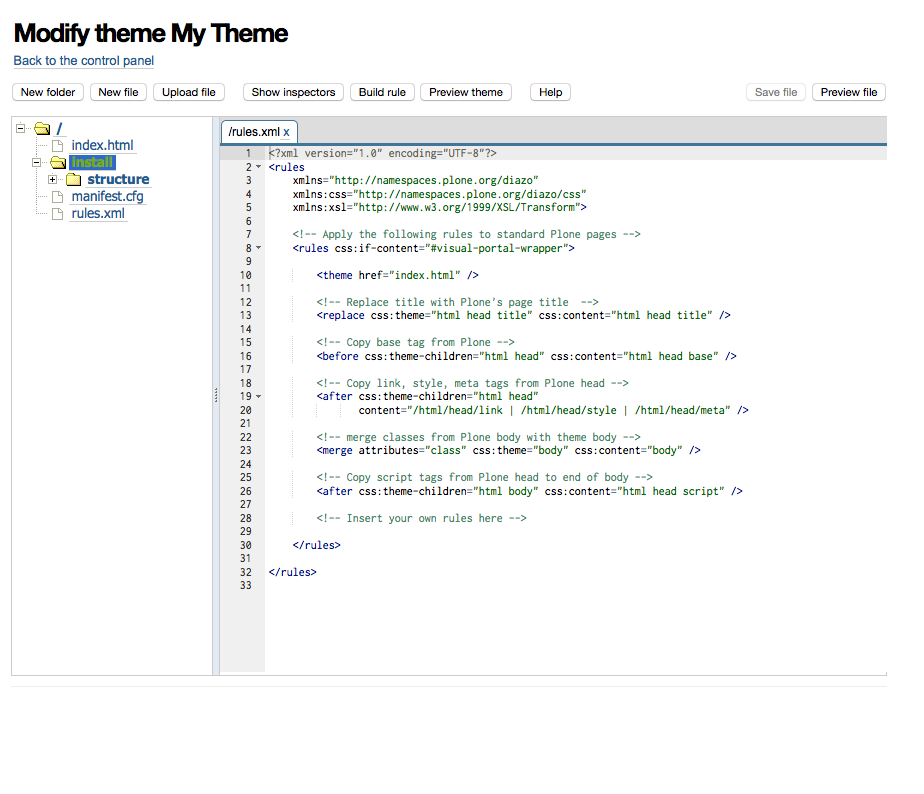 Modify theme My Theme
Back to the control panel
New folder New file Upload file Show inspectors Build rule Preview theme Help Save file Preview file
/
index.html
install
structure
manifest.cfg
rules.xml
/rules.xml x
1 <?xml version="1.0" encoding="UTF-8"?>
2 <rules
3 xmlns="http://namespaces.plone.org/diazo"
4 xmlns:css="http://namespaces.plone.org/diazo/css"
5 xmlns:xsl="http://www.w3.org/1999/XSL/Transform">
6
7 <!-- Apply the following rules to standard Plone pages -->
8 <rules css:if-content="#visual-portal-wrapper">
9
10 <theme href="index.html" />
11
12 <!-- Replace title with Plone's page title  -->
13 <replace css:theme="html head title" css:content="html head title" />
14
15 <!-- Copy base tag from Plone -->
16 <before css:theme-children="html head" css:content="html head base" />
17
18 <!-- Copy link, style, meta tags from Plone head -->
19 <after css:theme-children="html head"
20 content="/html/head/link | /html/head/style | /html/head/meta" />
21
22 <!-- merge classes from Plone body with theme body -->
23 <merge attributes="class" css:theme="body" css:content="body" />
24
25 <!-- Copy script tags from Plone head to end of body -->
26 <after css:theme-children="html body" css:content="html head script" />
27
28 <!-- Insert your own rules here -->
29
30 </rules>
31
32 </rules>
33